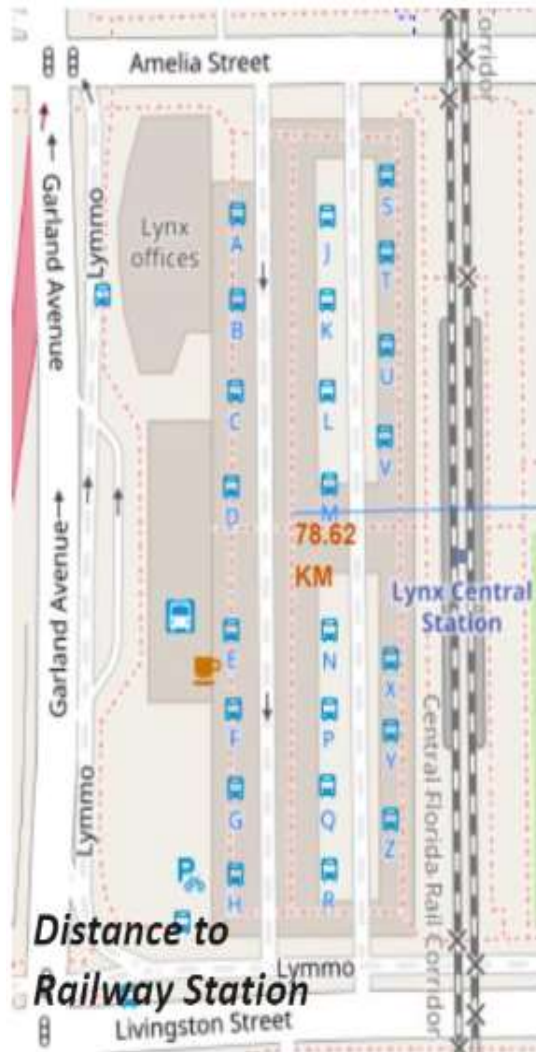 Amelia Street
orridor
Garland Avenue
Lymmo
Lynx
offices
A
B
C
D
E
F
G
H
J
K
L
M
N
P
Q
R
S
T
U
V
X
Y
Z
78.62
KM
Lynx Central
Station
Garland Avenue
Lymmo
P
Central Florida Rail Corridor
Distance to
Railway Station
Lymmo
Livingston Street